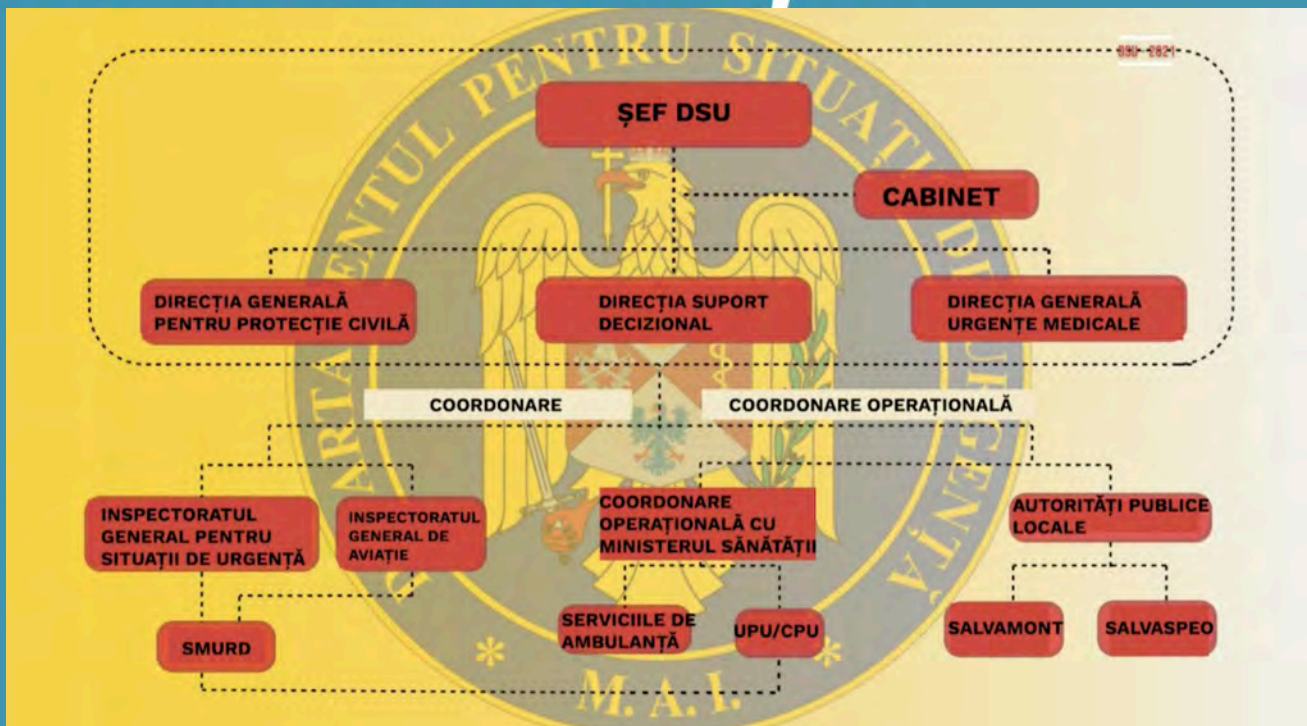 DSU 2021
DEPARTAMENTUL PENTRU SITUAȚII DE URGENȚĂ
ȘEF DSU
CABINET
DIRECȚIA GENERALĂ
PENTRU PROTECȚIE CIVILĂ
DIRECȚIA SUPORT
DECIZIONAL
DIRECȚIA GENERALĂ
URGENȚE MEDICALE
COORDONARE
COORDONARE OPERAȚIONALĂ
INSPECTORATUL
GENERAL PENTRU
SITUAȚII DE URGENȚĂ
INSPECTORATUL
GENERAL DE
AVIAȚIE
COORDONARE
OPERAȚIONALĂ CU
MINISTERUL SĂNĂTĂȚII
AUTORITĂȚI PUBLICE
LOCALE
SMURD
SERVICIILE DE
AMBULANȚĂ
UPU/CPU
SALVAMONT
SALVASPEO
* M. A. I. *